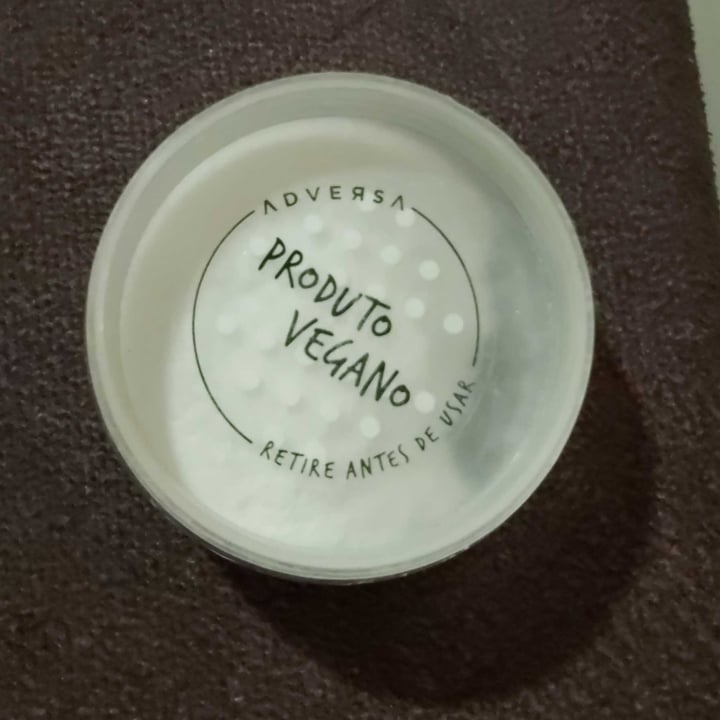 ADVERSA
PRODUTO
VEGANO
RETIRE ANTES DE USAR